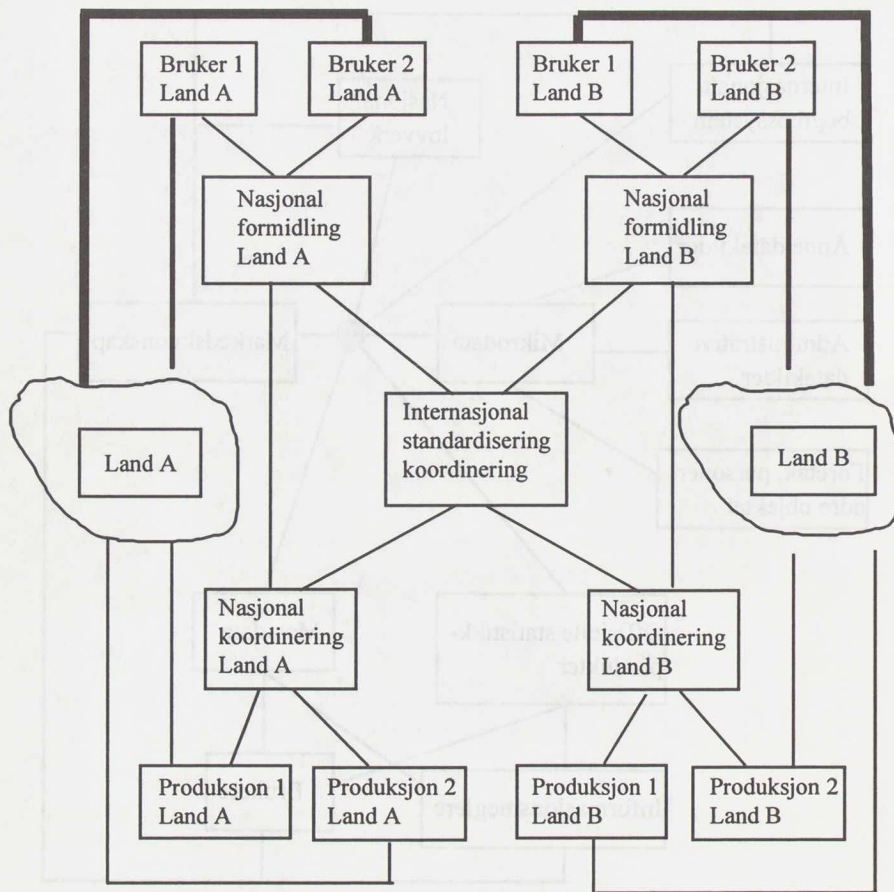 Bruker 1
Land A
Bruker 2
Land A
Bruker 1
Land B
Bruker 2
Land B
Nasjonal
formidling
Land A
Nasjonal
formidling
Land B
Internasjonal
standardisering
koordinering
Land A
Land B
Nasjonal
koordinering
Land A
Nasjonal
koordinering
Land B
Produksjon 1
Land A
Produksjon 2
Land A
Produksjon 1
Land B
Produksjon 2
Land B